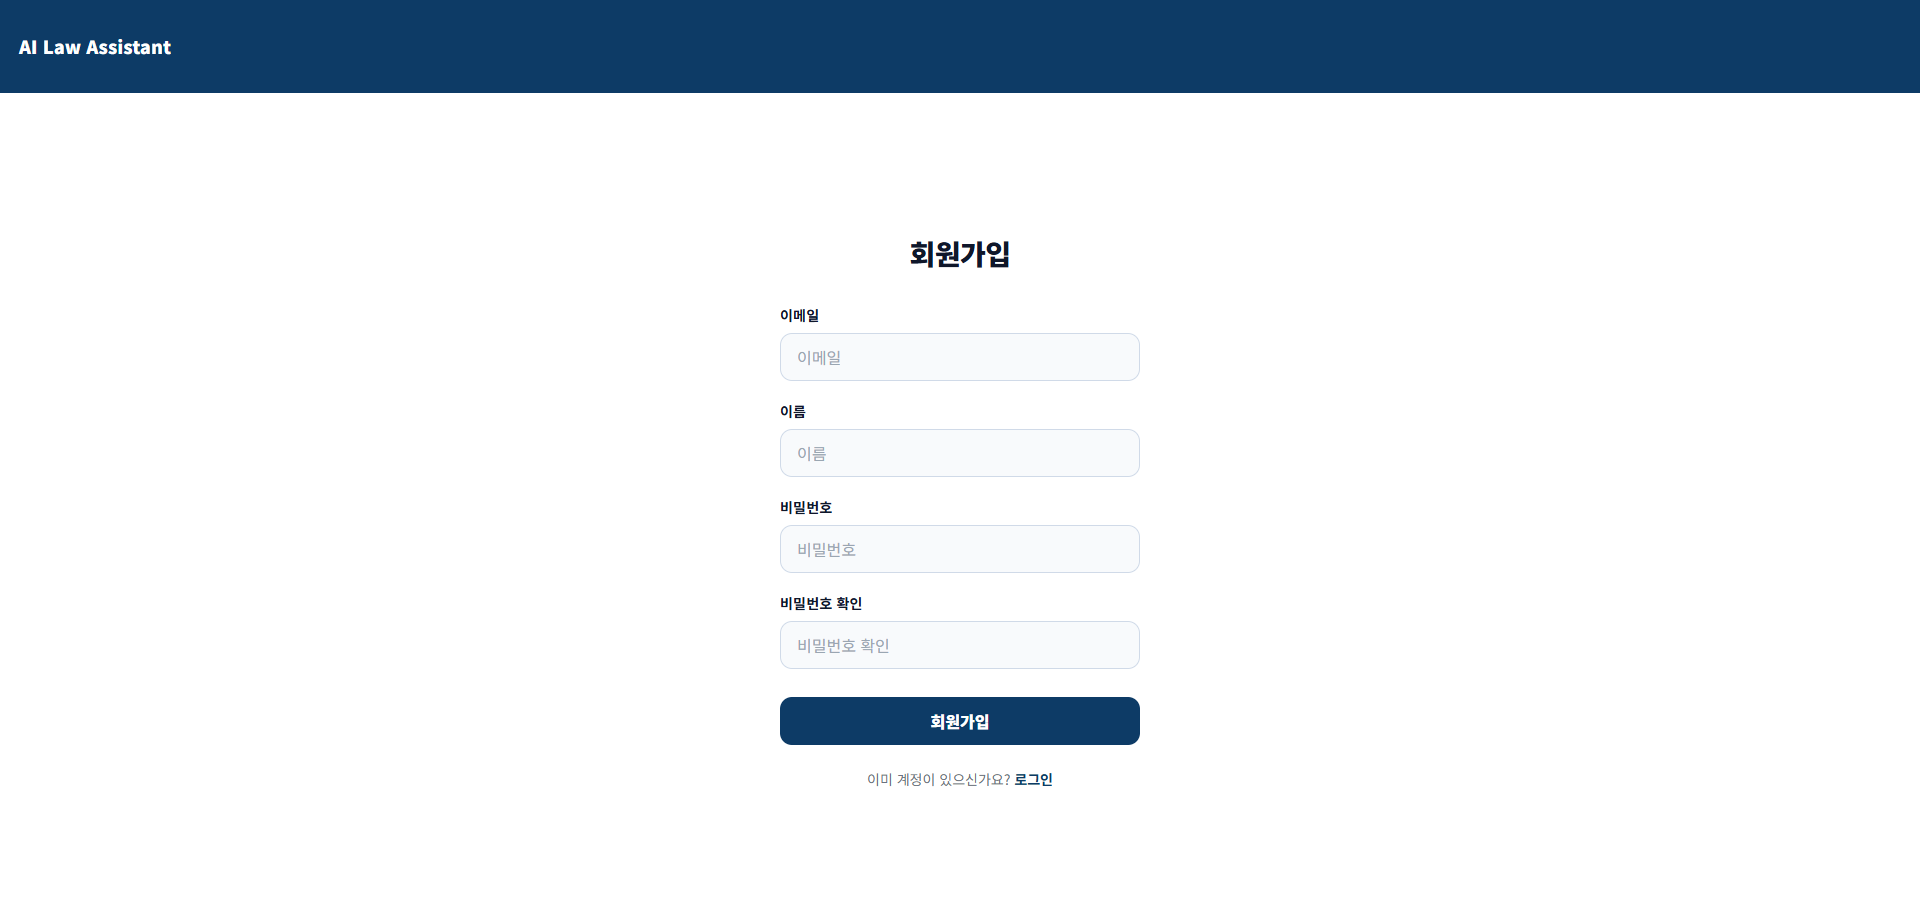 AI Law Assistant
회원가입
이메일
이메일
이름
이름
비밀번호
비밀번호
비밀번호 확인
비밀번호 확인
회원가입
이미 계정이 있으신가요? 로그인